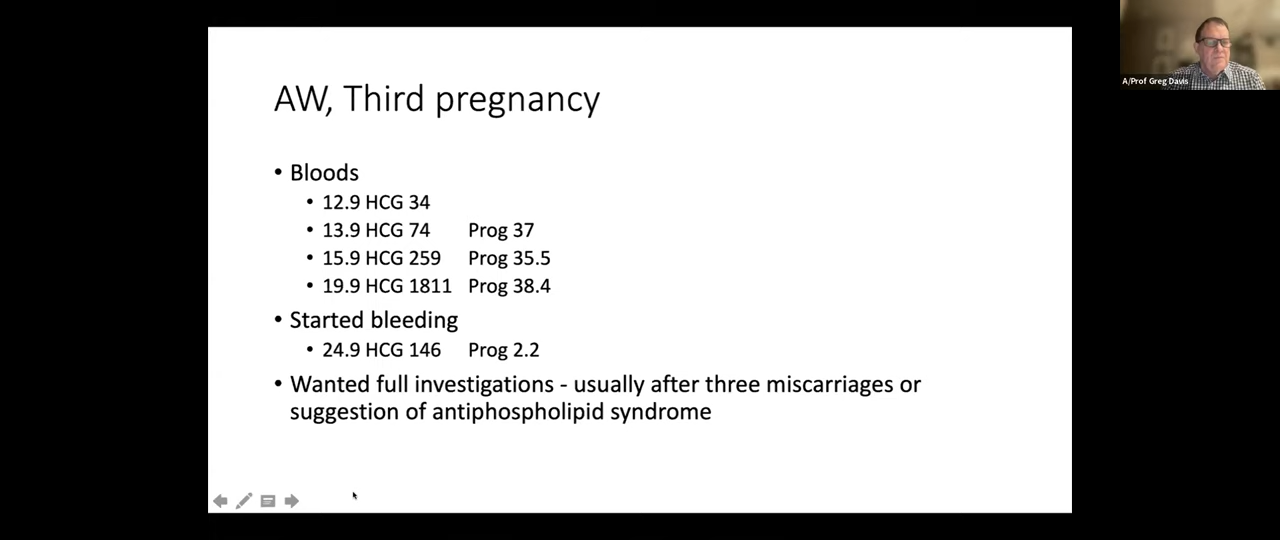 AW, Third pregnancy
• Bloods
• 12.9 HCG 34
• 13.9 HCG 74 Prog 37
• 15.9 HCG 259 Prog 35.5
• 19.9 HCG 1811 Prog 38.4
• Started bleeding
• 24.9 HCG 146 Prog 2.2
• Wanted full investigations - usually after three miscarriages or
suggestion of antiphospholipid syndrome
A/Prof Greg Davis